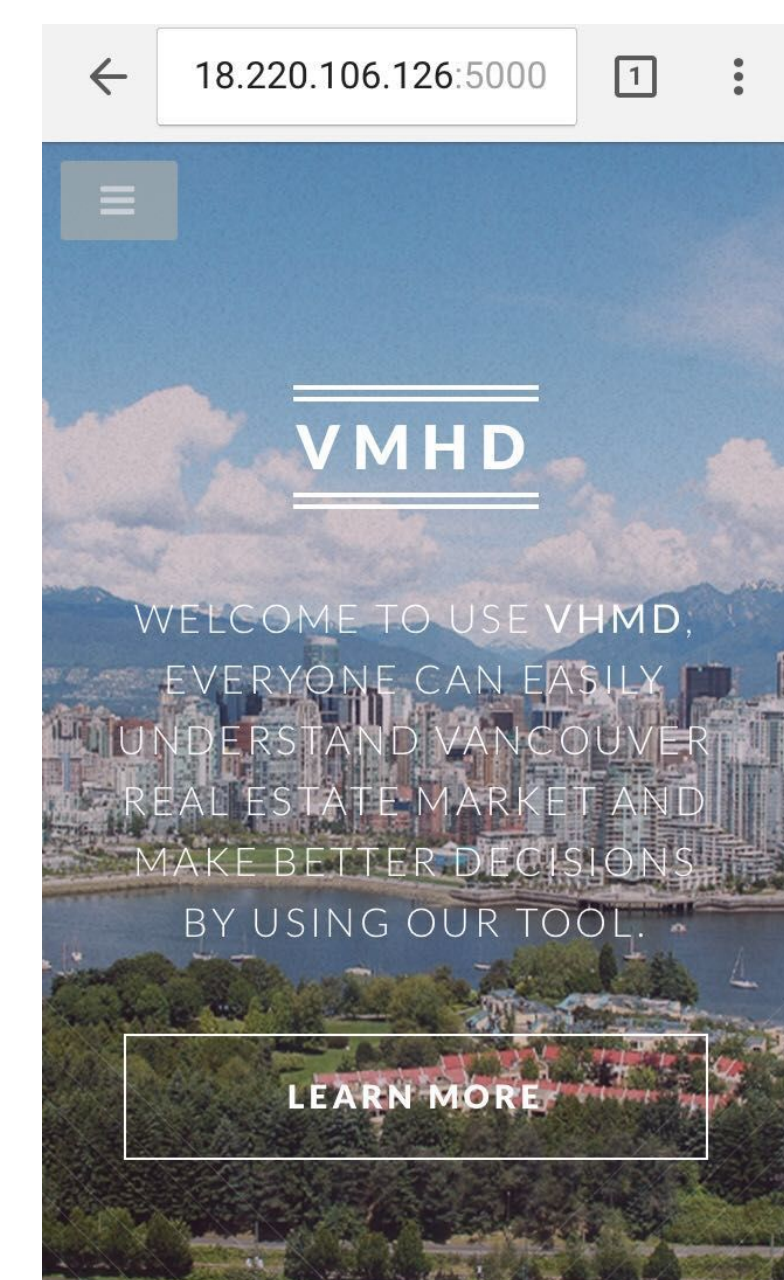 18.220.106.126:5000
1
VMHD
WELCOME TO USE VHMD,
EVERYONE CAN EASILY
UNDERSTAND VANCOUVER
REAL ESTATE MARKET AND
MAKE BETTER DECISIONS
BY USING OUR TOOL.
LEARN MORE